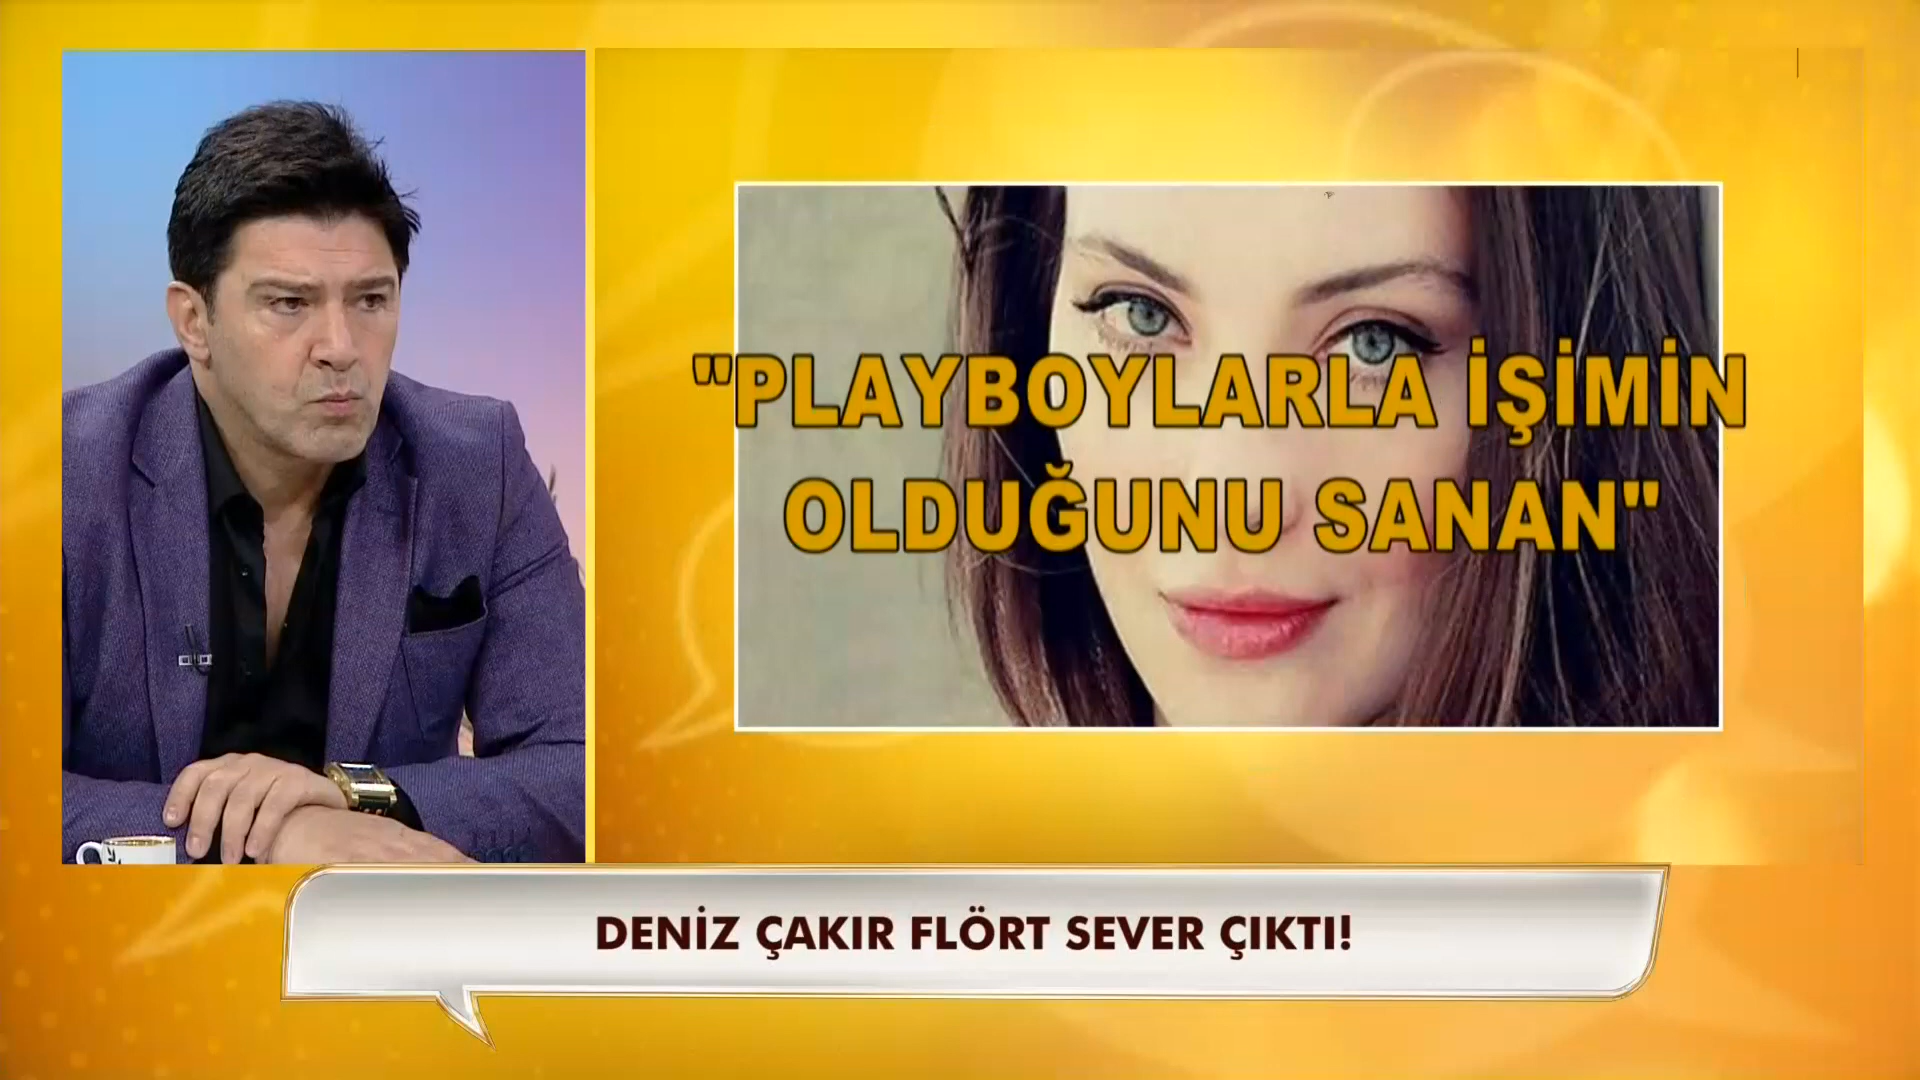 "PLAYBOYLARLA İŞİMİN
OLDUĞUNU SANAN"
DENİZ ÇAKIR FLÖRT SEVER ÇIKTI!